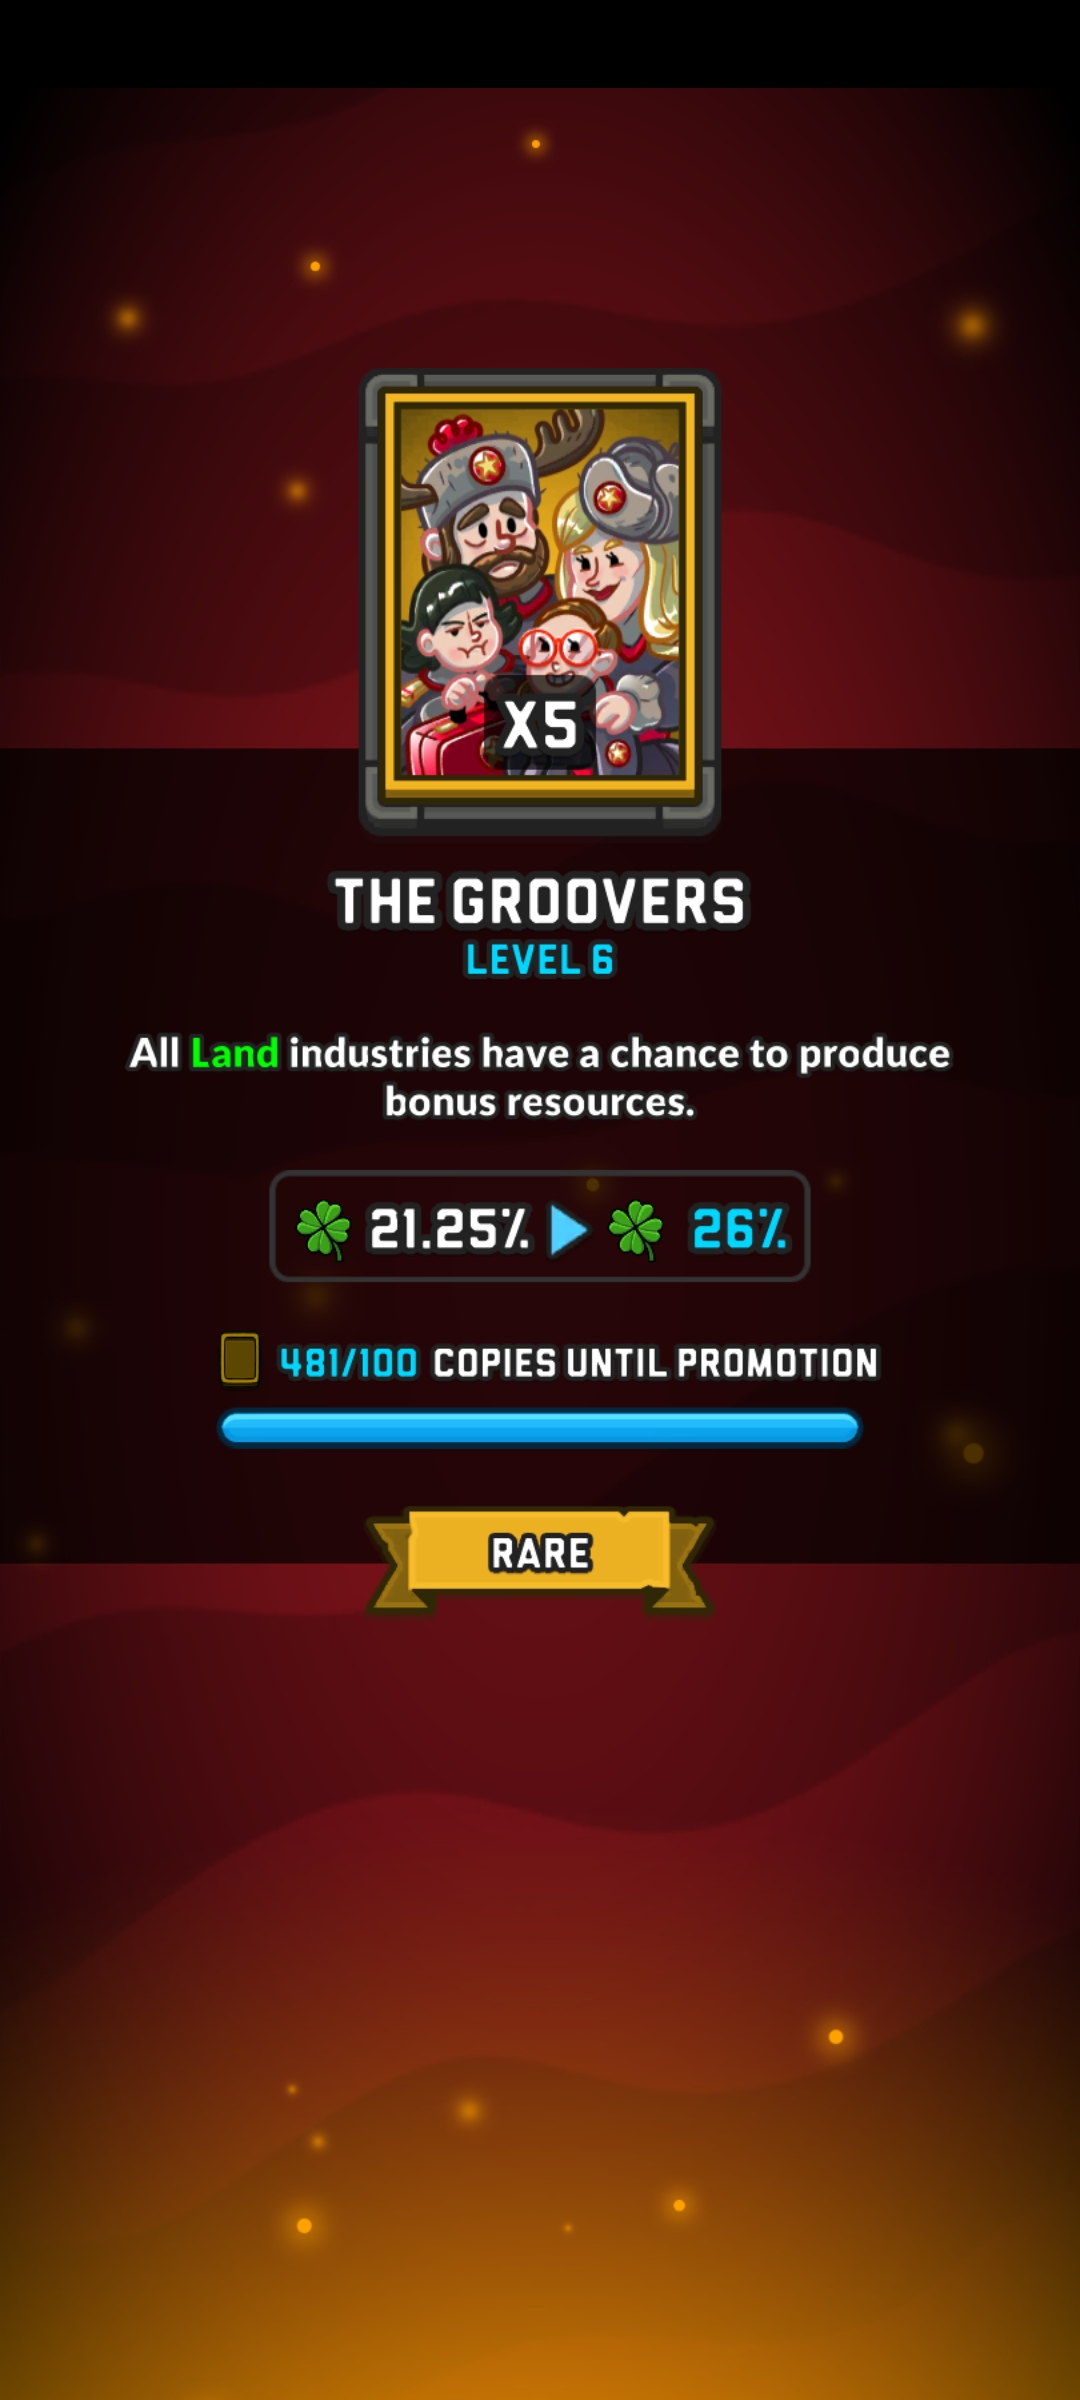 X5
THE GROOVERS
LEVEL 6
All Land industries have a chance to produce
bonus resources.
21.25% 26%
481/100 COPIES UNTIL PROMOTION
RARE